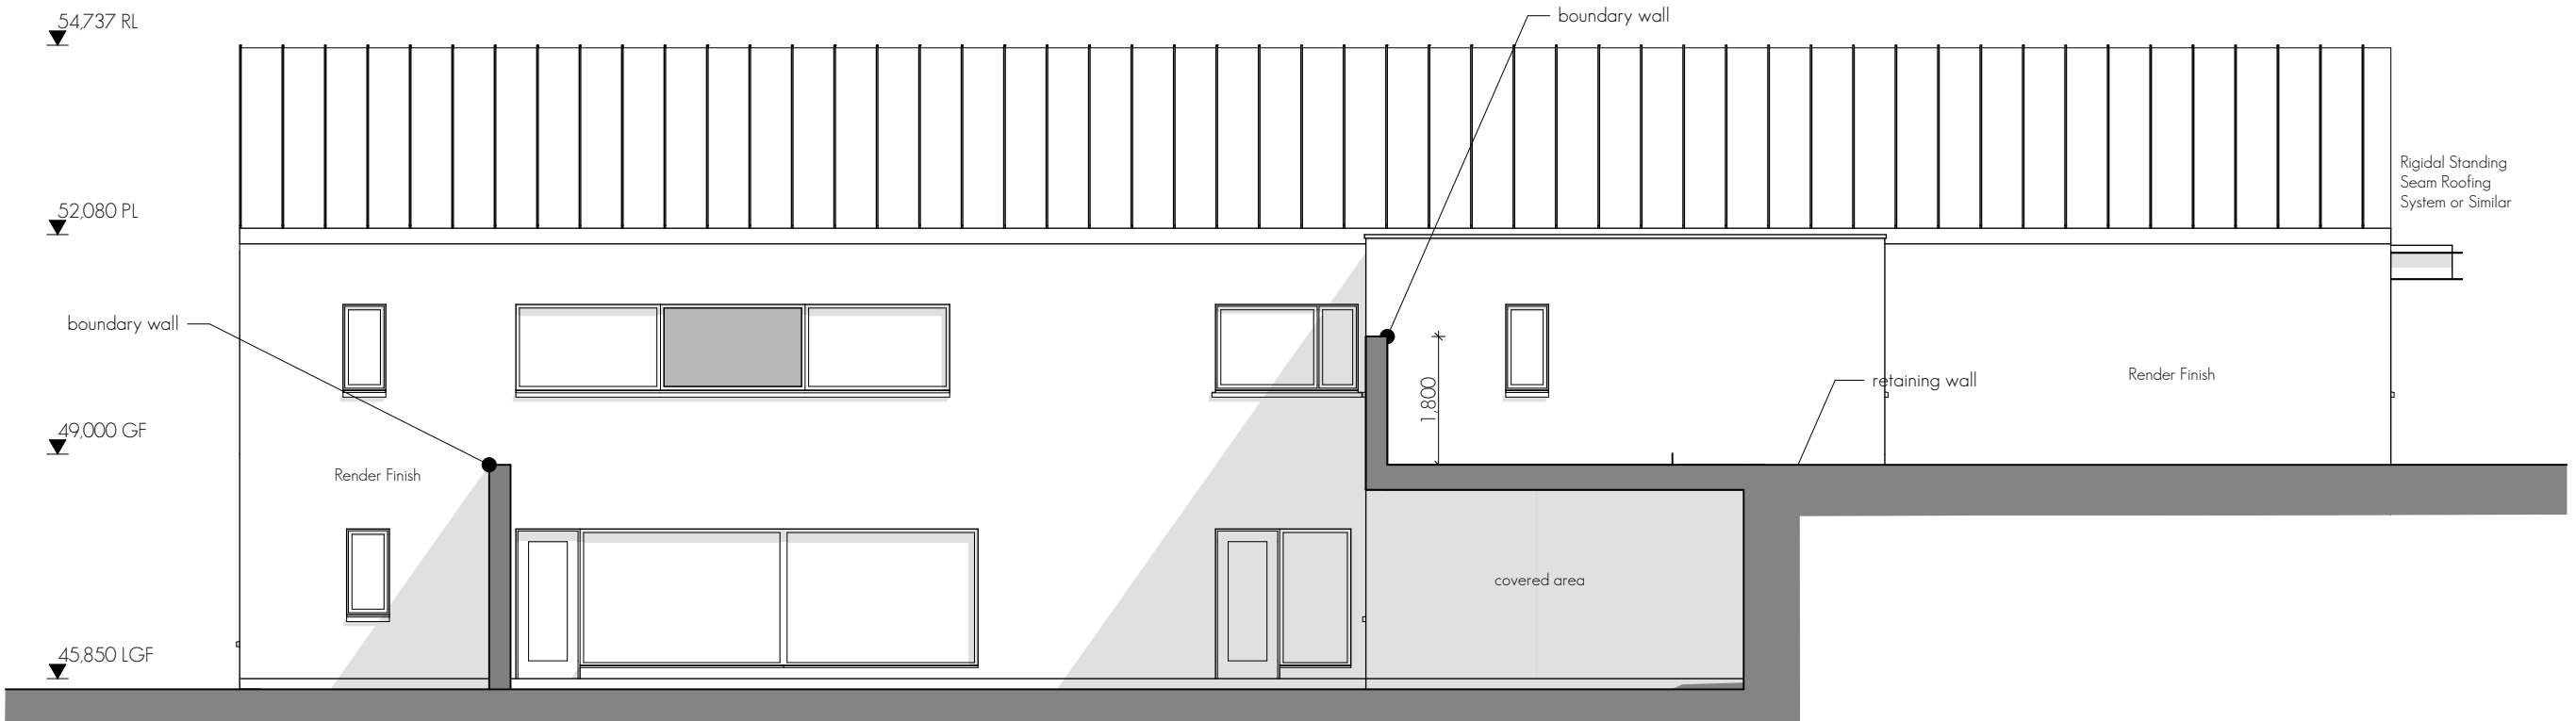 54,737 RL
boundary wall
Rigidal Standing
Seam Roofing
System or Similar
52,080 PL
boundary wall
1,800
retaining wall
Render Finish
49,000 GF
Render Finish
covered area
45,850 LGF